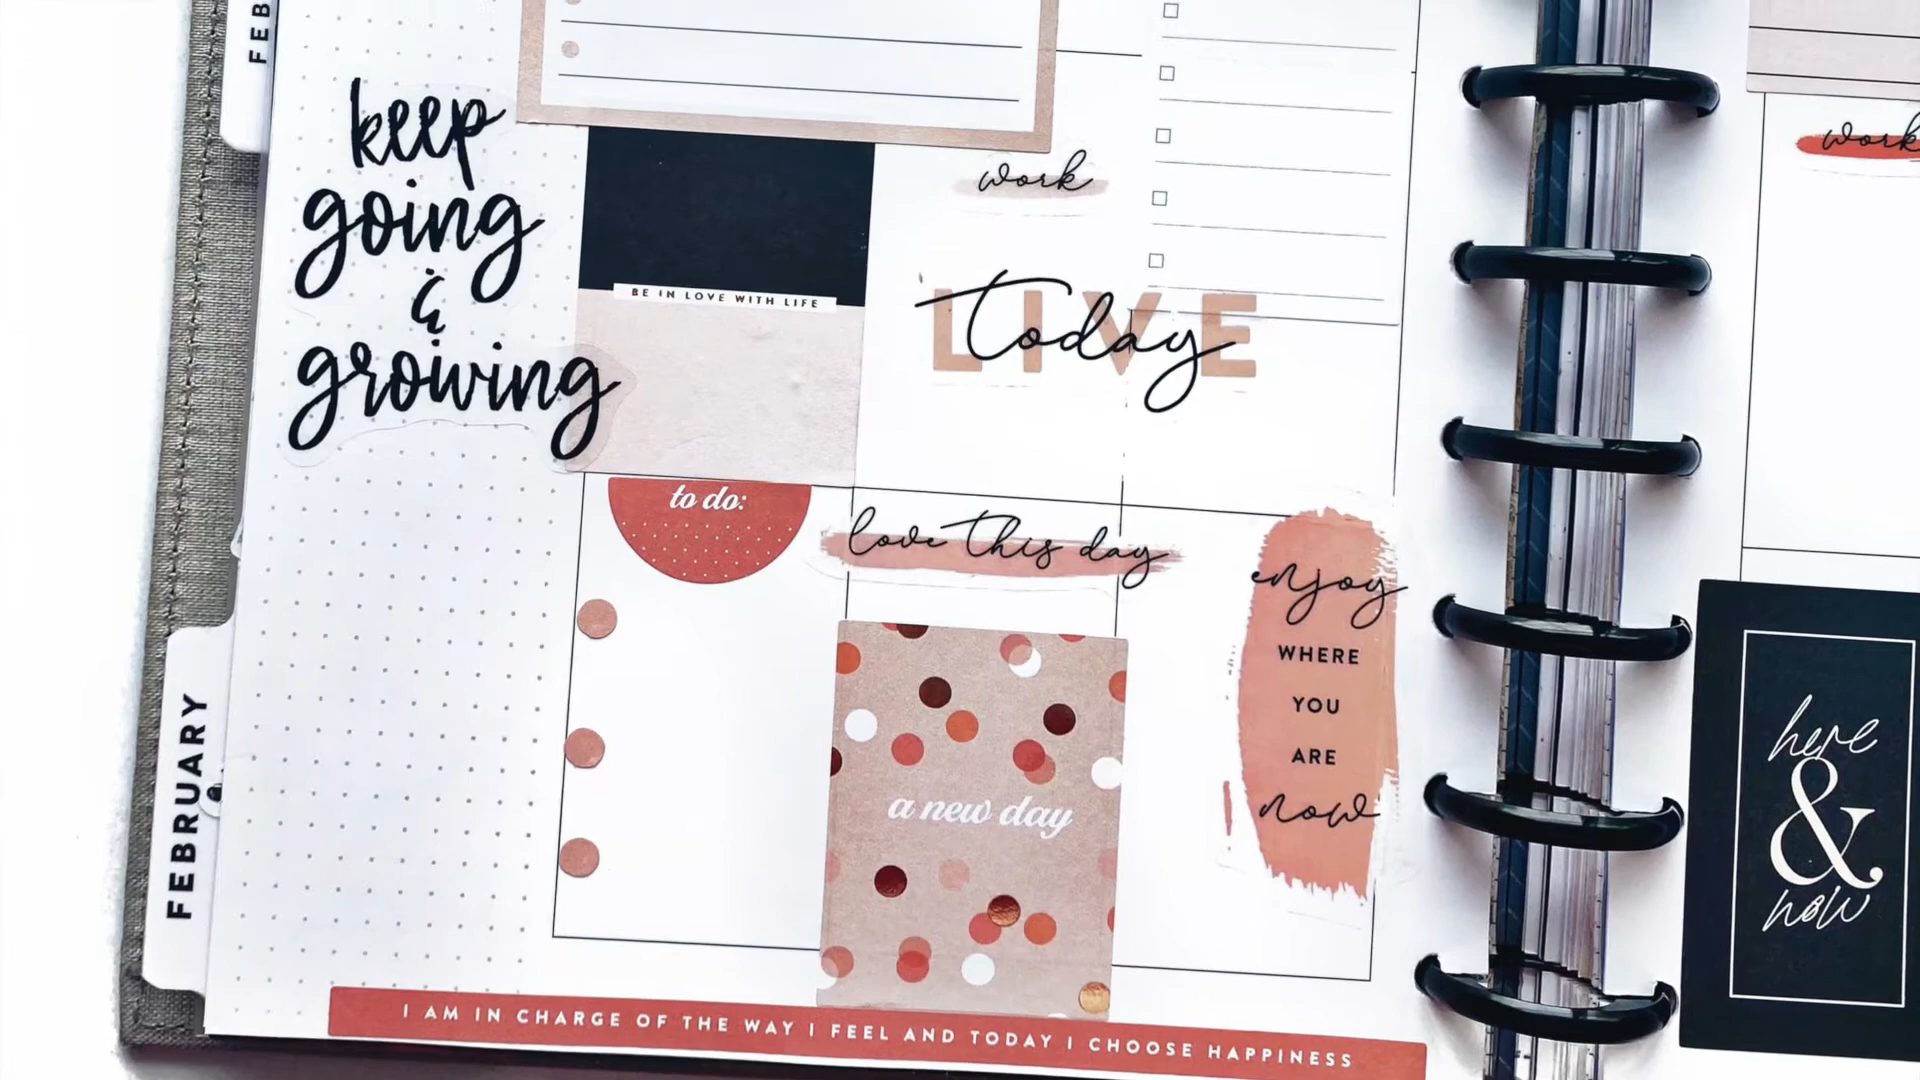 FEB
keep
going
&
growing
BE IN LOVE WITH LIFE
work
LIVE
today
to do:
love this day
a new day
enjoy
WHERE
YOU
ARE
now
FEBRUARY
I AM IN CHARGE OF THE WAY I FEEL AND TODAY I CHOOSE HAPPINESS
work
here
&
now